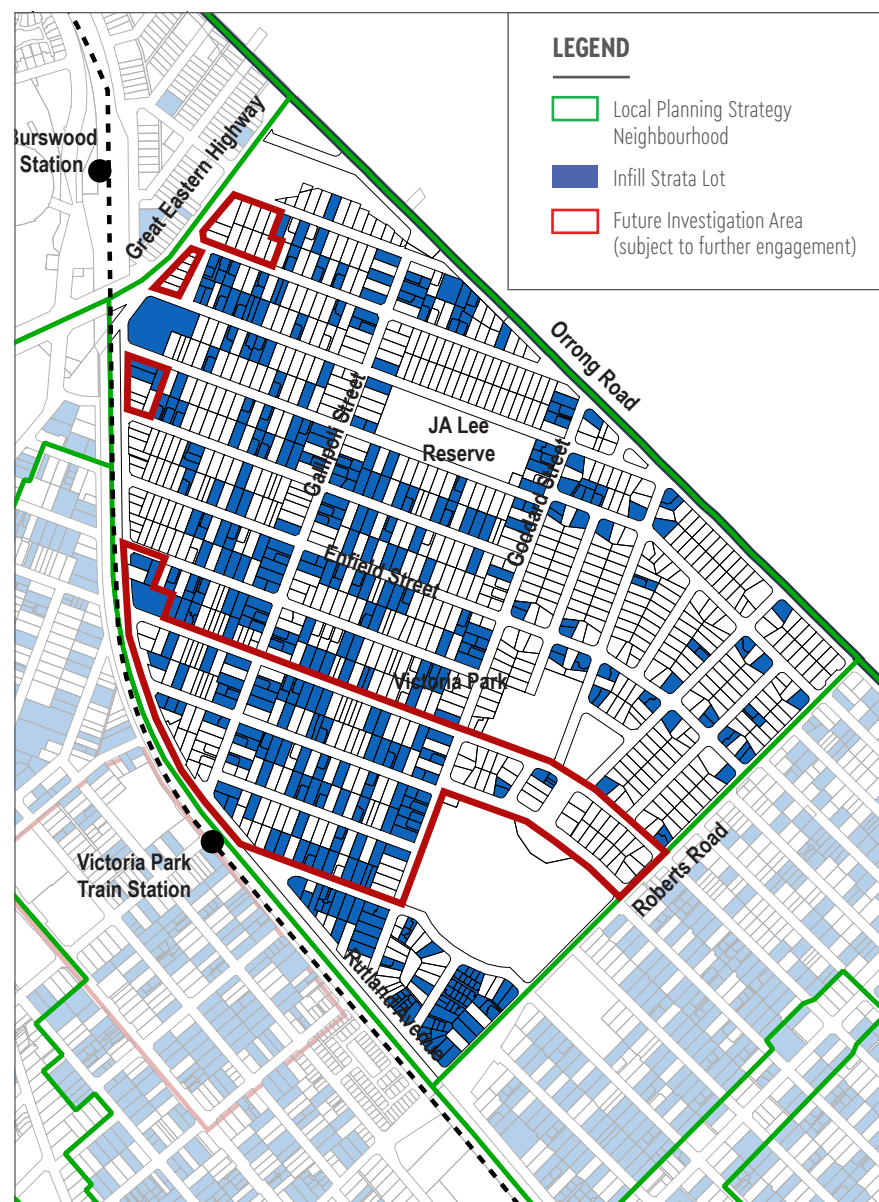 LEGEND
Local Planning Strategy
Neighbourhood
Infill Strata Lot
Future Investigation Area
(subject to further engagement)
Burswood
Station
Great Eastern Highway
Orrong Road
Gallipoli Street
JA Lee
Reserve
Goddard Street
Enfield Street
Victoria Park
Roberts Road
Victoria Park
Train Station
Rutland Avenue